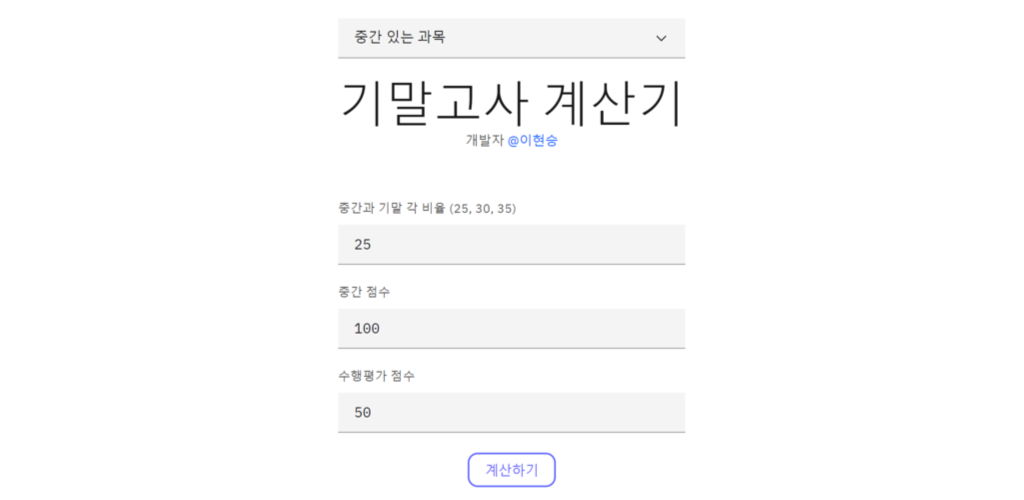 중간 있는 과목
기말고사 계산기
개발자 @이현승
중간과 기말 각 비율 (25, 30, 35)
25
중간 점수
100
수행평가 점수
50
계산하기